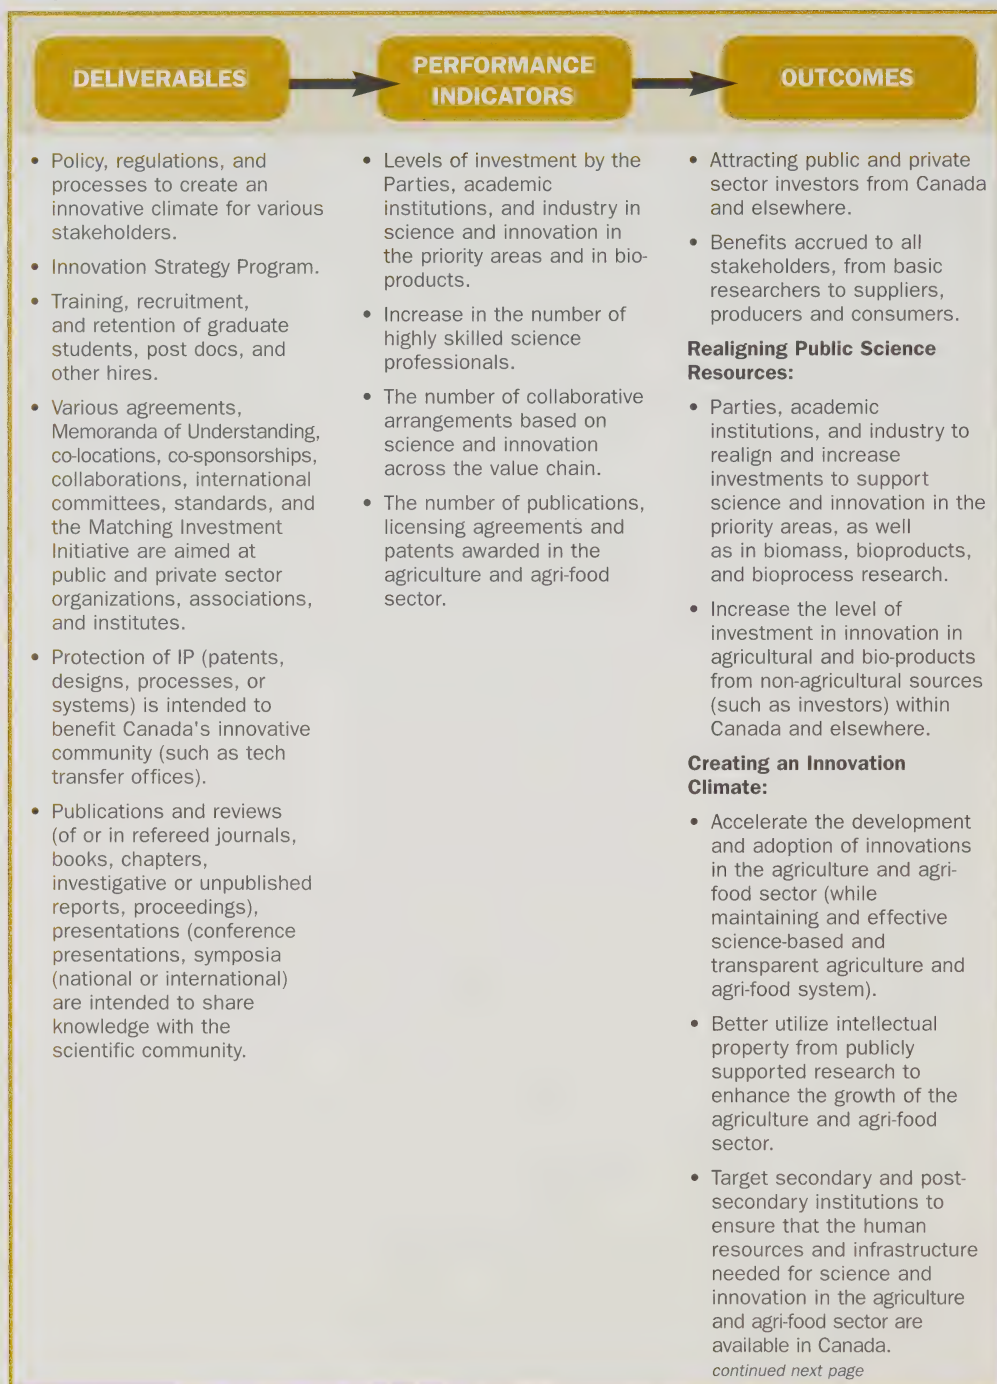 DELIVERABLES
PERFORMANCE
INDICATORS
OUTCOMES
• Policy, regulations, and
processes to create an
innovative climate for various
stakeholders.
• Innovation Strategy Program.
• Training, recruitment,
and retention of graduate
students, post docs, and
other hires.
• Various agreements,
Memoranda of Understanding,
co-locations, co-sponsorships,
collaborations, international
committees, standards, and
the Matching Investment
Initiative are aimed at
public and private sector
organizations, associations,
and institutes.
• Protection of IP (patents,
designs, processes, or
systems) is intended to
benefit Canada's innovative
community (such as tech
transfer offices).
• Publications and reviews
(of or in refereed journals,
books, chapters,
investigative or unpublished
reports, proceedings),
presentations (conference
presentations, symposia
(national or international)
are intended to share
knowledge with the
scientific community.
• Levels of investment by the
Parties, academic
institutions, and industry in
science and innovation in
the priority areas and in bio-
products.
• Increase in the number of
highly skilled science
professionals.
• The number of collaborative
arrangements based on
science and innovation
across the value chain.
• The number of publications,
licensing agreements and
patents awarded in the
agriculture and agri-food
sector.
• Attracting public and private
sector investors from Canada
and elsewhere.
• Benefits accrued to all
stakeholders, from basic
researchers to suppliers,
producers and consumers.
Realigning Public Science
Resources:
• Parties, academic
institutions, and industry to
realign and increase
investments to support
science and innovation in the
priority areas, as well
as in biomass, bioproducts,
and bioprocess research.
• Increase the level of
investment in innovation in
agricultural and bio-products
from non-agricultural sources
(such as investors) within
Canada and elsewhere.
Creating an Innovation
Climate:
• Accelerate the development
and adoption of innovations
in the agriculture and agri-
food sector (while
maintaining and effective
science-based and
transparent agriculture and
agri-food system).
• Better utilize intellectual
property from publicly
supported research to
enhance the growth of the
agriculture and agri-food
sector.
• Target secondary and post-
secondary institutions to
ensure that the human
resources and infrastructure
needed for science and
innovation in the agriculture
and agri-food sector are
available in Canada.
continued next page